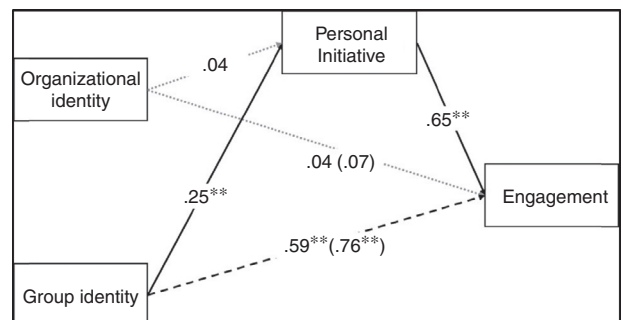 Personal
Initiative
.04
Organizational
identity
.65**
.04 (.07)
.25**
Engagement
.59**(.76**)
Group identity